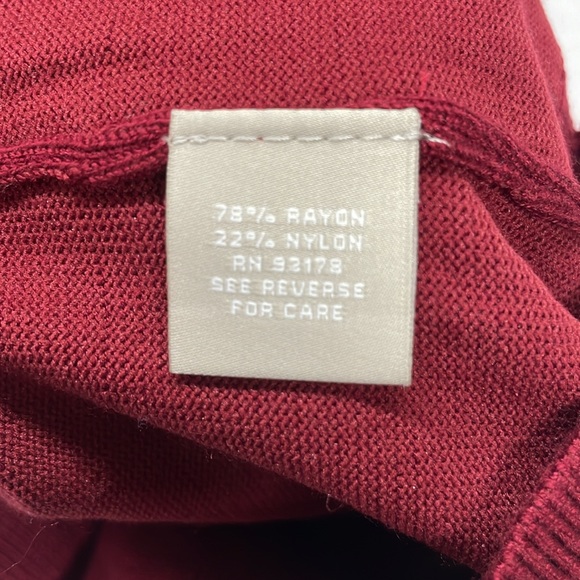 78% RAYON
22% NYLON
RN 93178
SEE REVERSE
FOR CARE